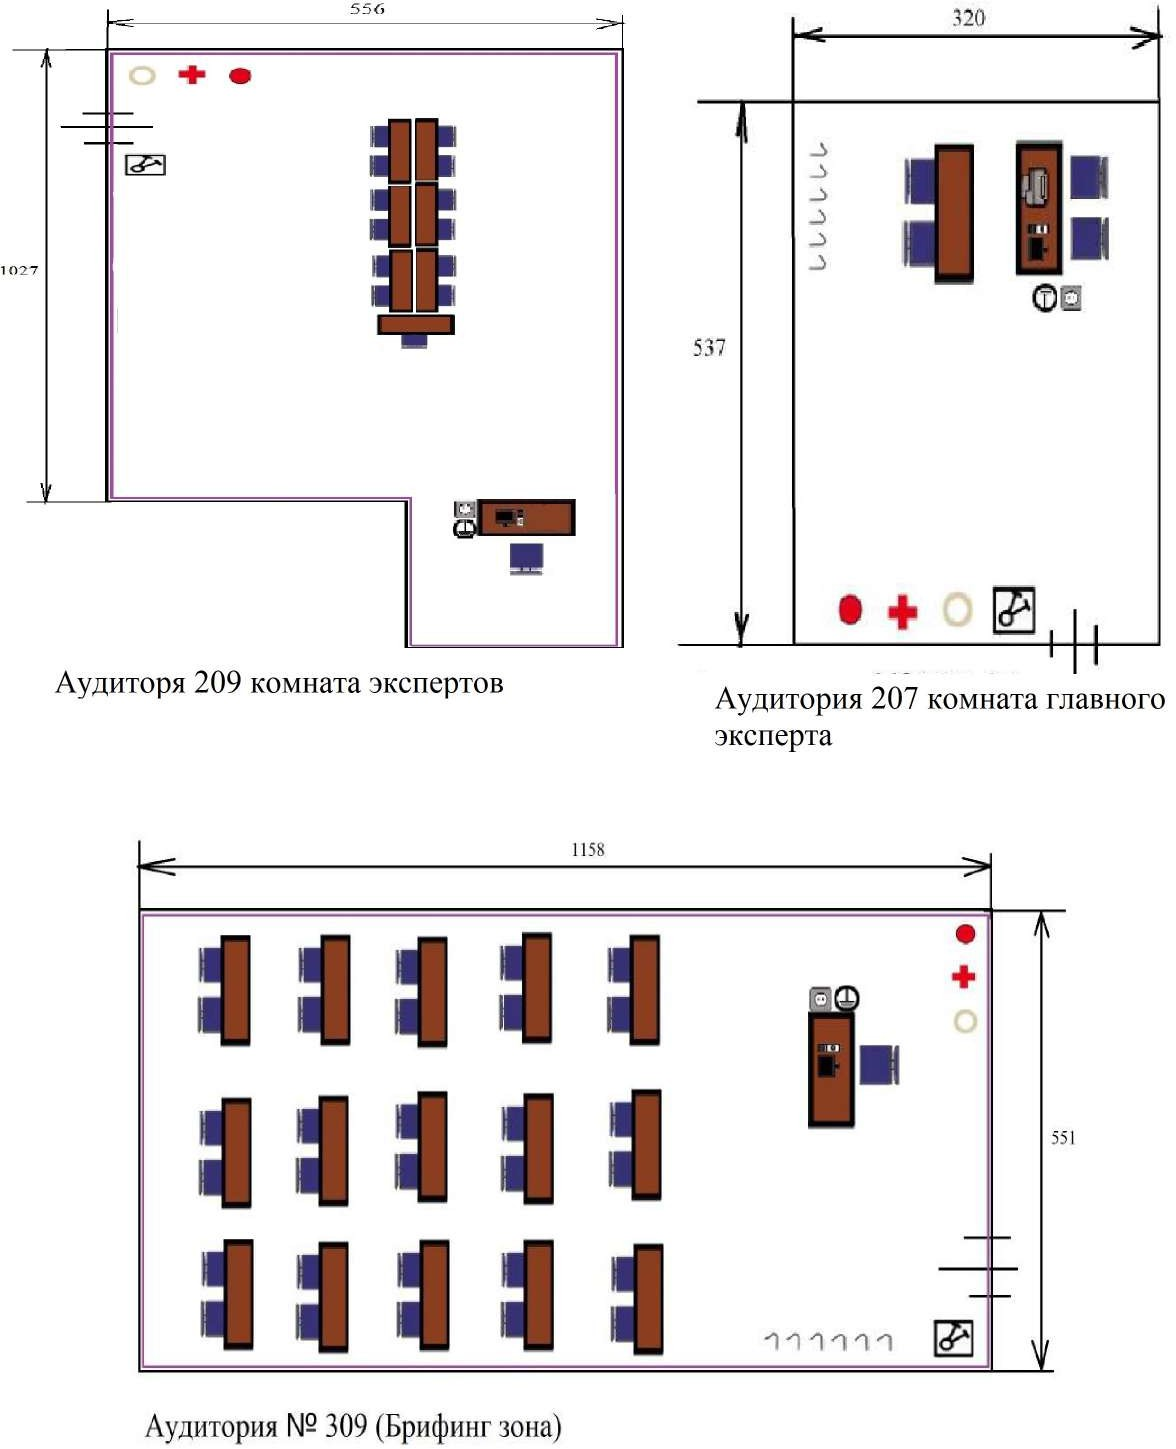 556
320
1027
537
Аудиторя 209 комната экспертов
Аудитория 207 комната главного
эксперта
1158
551
Аудитория № 309 (Брифинг зона)